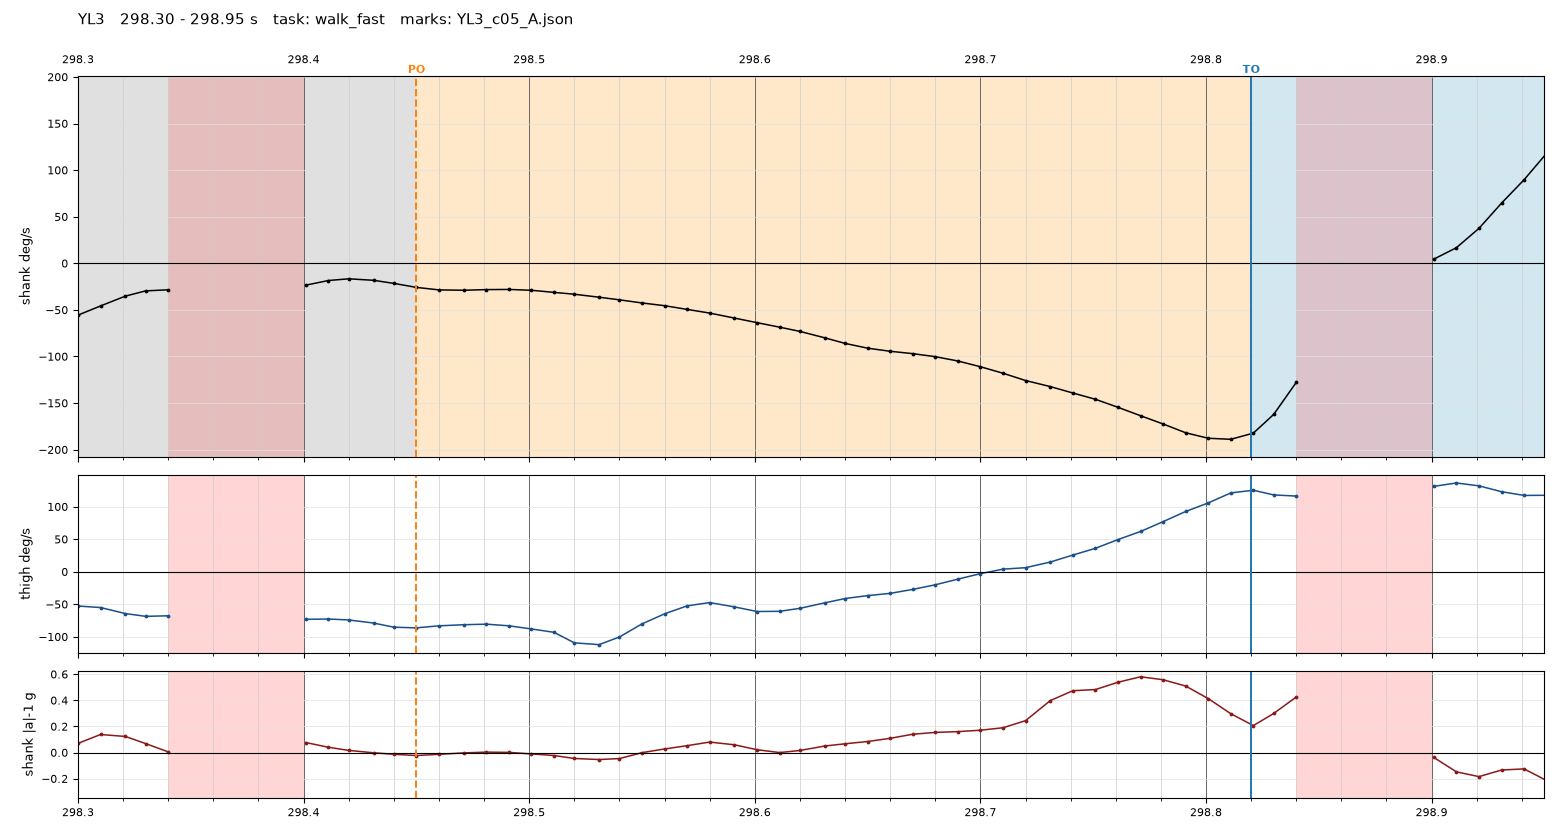 YL3   298.30 - 298.95 s   task: walk_fast   marks: YL3_c05_A.json
298.3 298.4 298.5 298.6 298.7 298.8 298.9
PO TO
200
150
100
50
0
−50
−100
−150
−200
shank deg/s
100
50
0
−50
−100
thigh deg/s
0.6
0.4
0.2
0.0
−0.2
shank |a|-1 g
298.3 298.4 298.5 298.6 298.7 298.8 298.9